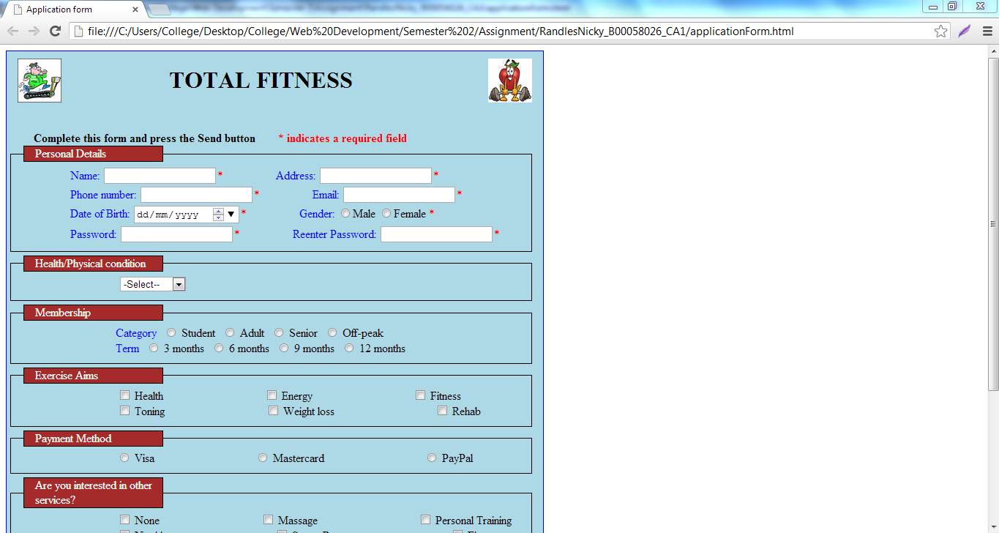 Application form
file:///C:/Users/College/Desktop/College/Web%20Development/Semester%202/Assignment/RandlesNicky_B00058026_CA1/applicationForm.html
TOTAL FITNESS
Complete this form and press the Send button * indicates a required field
Personal Details
Name: * Address: *
Phone number: * Email: *
Date of Birth: dd/mm/yyyy * Gender: Male Female *
Password: * Reenter Password: *
Health/Physical condition
-Select--
Membership
Category Student Adult Senior Off-peak
Term 3 months 6 months 9 months 12 months
Exercise Aims
Health Energy Fitness
Toning Weight loss Rehab
Payment Method
Visa Mastercard PayPal
Are you interested in other
services?
None Massage Personal Training